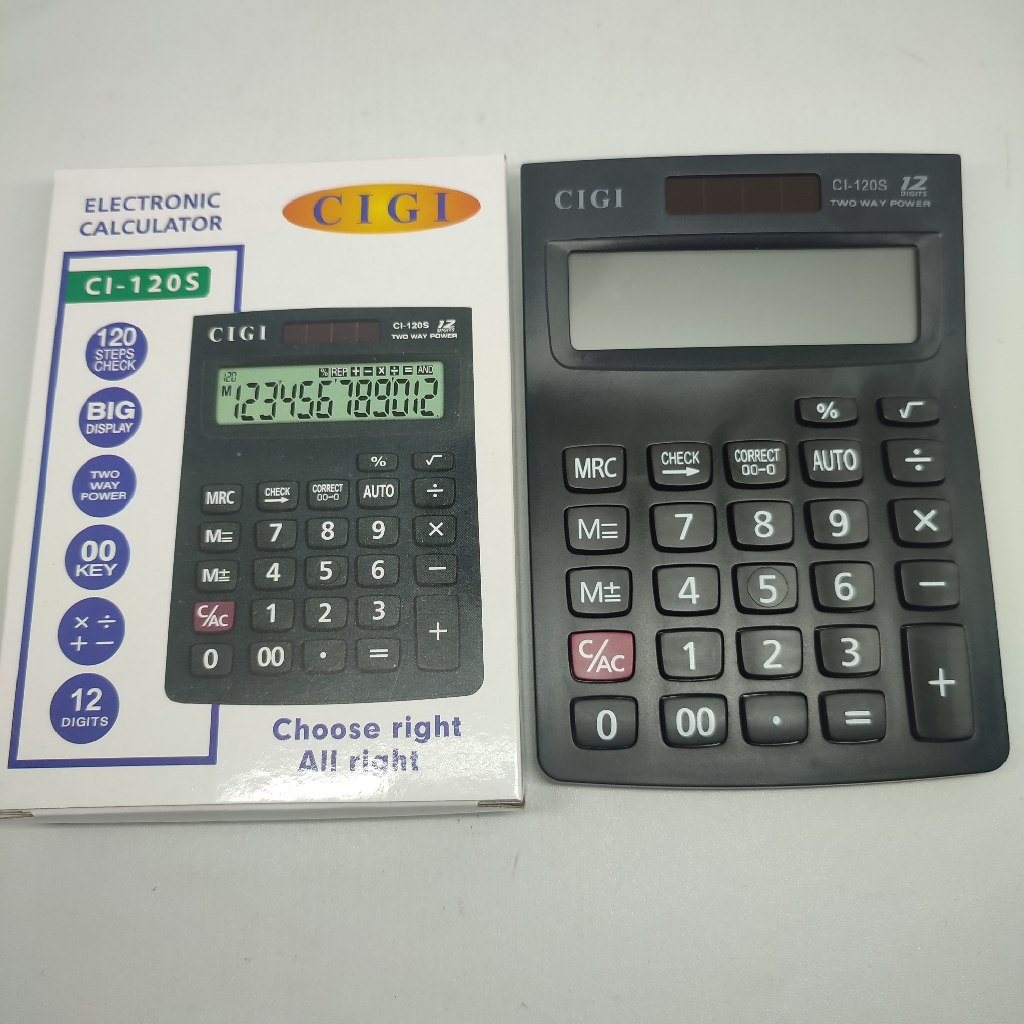 ELECTRONIC
CALCULATOR
CIGI
CI-120S
120
STEPS
CHECK
BIG
DISPLAY
TWO
WAY
POWER
00
KEY
× ÷
+ −
12
DIGITS
CIGI
CI-120S 12
DIGITS
TWO WAY POWER
120
% REP + − × ÷ = AND
M
123456789012
% √
MRC CHECK CORRECT AUTO ÷
00→0
M= 7 8 9 ×
M± 4 5 6 −
C/AC 1 2 3 +
0 00 . =
Choose right
All right
CIGI
CI-120S 12
DIGITS
TWO WAY POWER
% √
MRC CHECK CORRECT AUTO ÷
00→0
M= 7 8 9 ×
M± 4 5 6 −
C/AC 1 2 3 +
0 00 . =